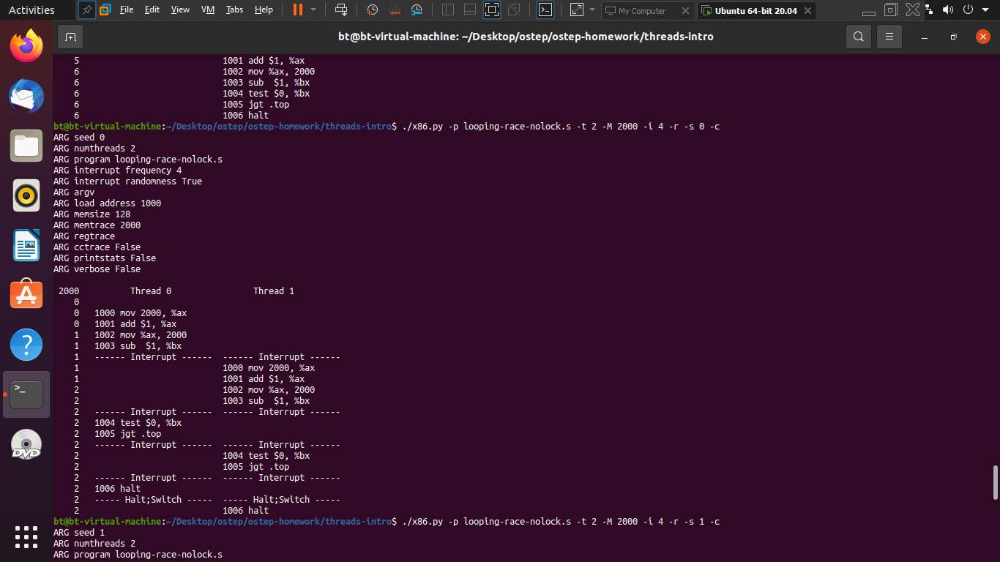 Activities
File Edit View VM Tabs Help
My Computer
Ubuntu 64-bit 20.04
bt@bt-virtual-machine: ~/Desktop/ostep/ostep-homework/threads-intro
5 1001 add $1, %ax
6 1002 mov %ax, 2000
6 1003 sub  $1, %bx
6 1004 test $0, %bx
6 1005 jgt .top
6 1006 halt
bt@bt-virtual-machine:~/Desktop/ostep/ostep-homework/threads-intro$ ./x86.py -p looping-race-nolock.s -t 2 -M 2000 -i 4 -r -s 0 -c
ARG seed 0
ARG numthreads 2
ARG program looping-race-nolock.s
ARG interrupt frequency 4
ARG interrupt randomness True
ARG argv
ARG load address 1000
ARG memsize 128
ARG memtrace 2000
ARG regtrace
ARG cctrace False
ARG printstats False
ARG verbose False
2000 Thread 0 Thread 1
0
0 1000 mov 2000, %ax
0 1001 add $1, %ax
1 1002 mov %ax, 2000
1 1003 sub  $1, %bx
1 ------ Interrupt ------ ------ Interrupt ------
1 1000 mov 2000, %ax
1 1001 add $1, %ax
2 1002 mov %ax, 2000
2 1003 sub  $1, %bx
2 ------ Interrupt ------ ------ Interrupt ------
2 1004 test $0, %bx
2 1005 jgt .top
2 ------ Interrupt ------ ------ Interrupt ------
2 1004 test $0, %bx
2 1005 jgt .top
2 ------ Interrupt ------ ------ Interrupt ------
2 1006 halt
2 ----- Halt;Switch ----- ----- Halt;Switch -----
2 1006 halt
bt@bt-virtual-machine:~/Desktop/ostep/ostep-homework/threads-intro$ ./x86.py -p looping-race-nolock.s -t 2 -M 2000 -i 4 -r -s 1 -c
ARG seed 1
ARG numthreads 2
ARG program looping-race-nolock.s
DVD